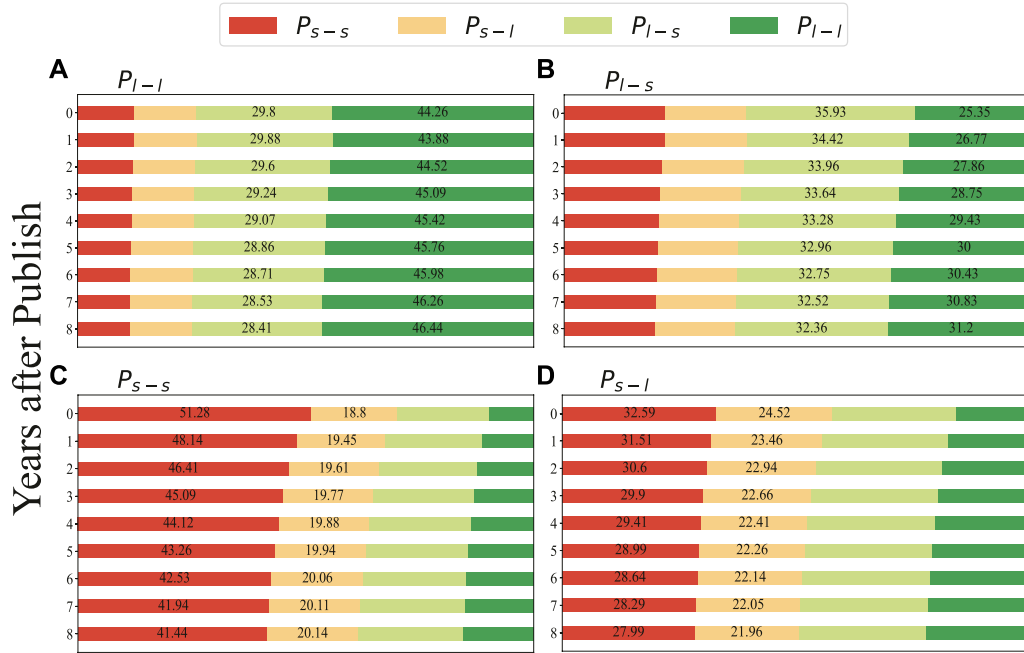 P_{s-s} P_{s-l} P_{l-s} P_{l-l}
Years after Publish
A P_{l-l}
0 29.8 44.26
1 29.88 43.88
2 29.6 44.52
3 29.24 45.09
4 29.07 45.42
5 28.86 45.76
6 28.71 45.98
7 28.53 46.26
8 28.41 46.44
B P_{l-s}
0 35.93 25.35
1 34.42 26.77
2 33.96 27.86
3 33.64 28.75
4 33.28 29.43
5 32.96 30
6 32.75 30.43
7 32.52 30.83
8 32.36 31.2
C P_{s-s}
0 51.28 18.8
1 48.14 19.45
2 46.41 19.61
3 45.09 19.77
4 44.12 19.88
5 43.26 19.94
6 42.53 20.06
7 41.94 20.11
8 41.44 20.14
D P_{s-l}
0 32.59 24.52
1 31.51 23.46
2 30.6 22.94
3 29.9 22.66
4 29.41 22.41
5 28.99 22.26
6 28.64 22.14
7 28.29 22.05
8 27.99 21.96